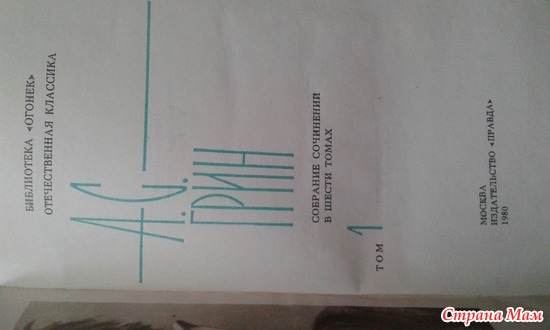 БИБЛИОТЕКА «ОГОНЕК»
ОТЕЧЕСТВЕННАЯ КЛАССИКА
А.С.
ГРИН
СОБРАНИЕ СОЧИНЕНИЙ
В ШЕСТИ ТОМАХ
ТОМ 1
МОСКВА
ИЗДАТЕЛЬСТВО «ПРАВДА»
1980
Страна Мам